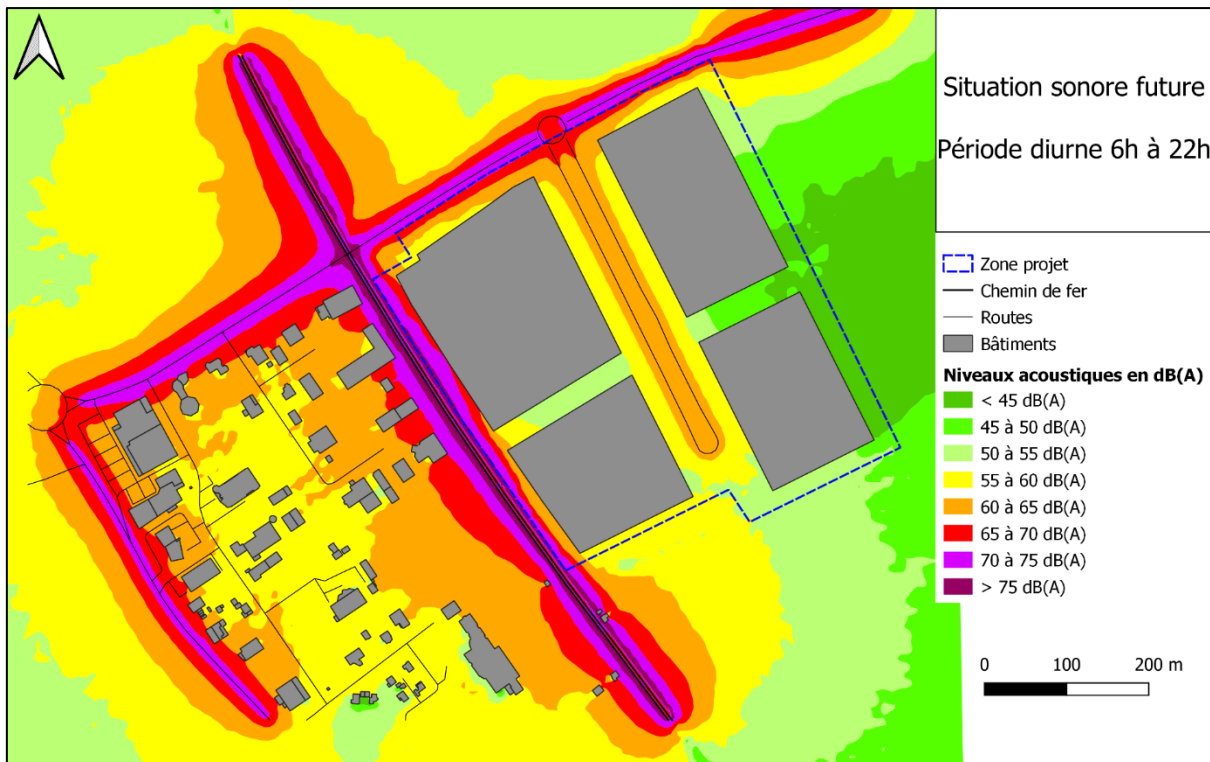 Situation sonore future
Période diurne 6h à 22h
Zone projet
Chemin de fer
Routes
Bâtiments
Niveaux acoustiques en dB(A)
< 45 dB(A)
45 à 50 dB(A)
50 à 55 dB(A)
55 à 60 dB(A)
60 à 65 dB(A)
65 à 70 dB(A)
70 à 75 dB(A)
> 75 dB(A)
0 100 200 m